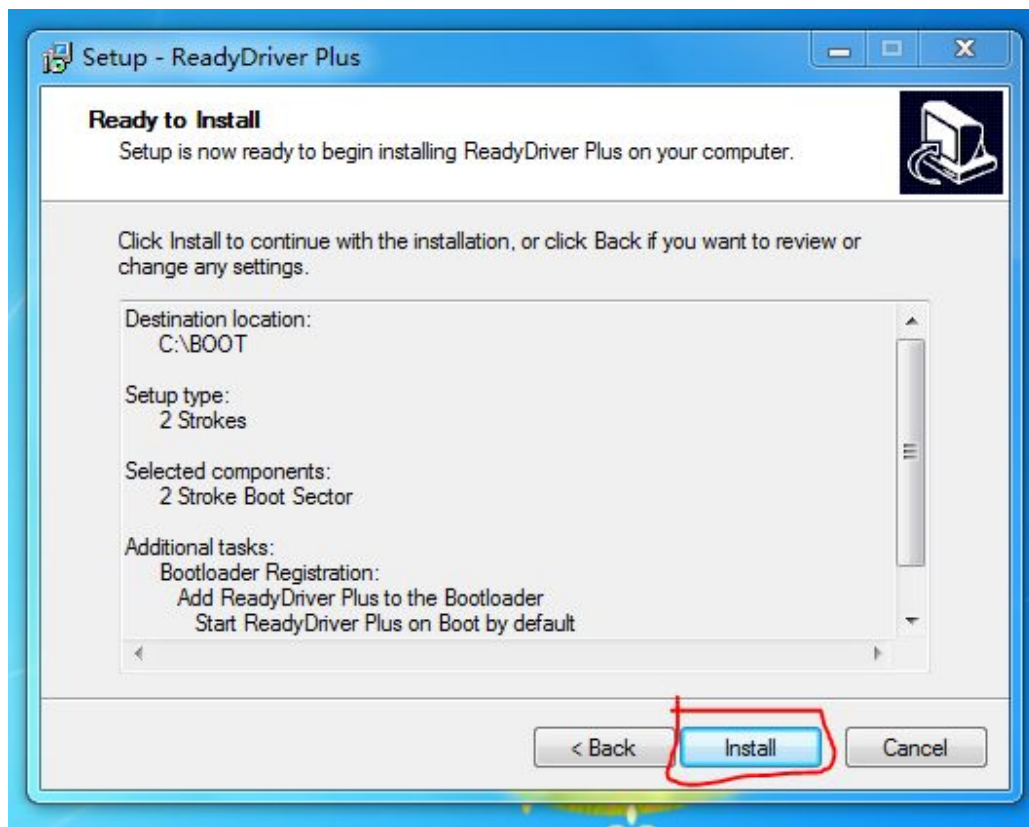 Setup - ReadyDriver Plus
Ready to Install
Setup is now ready to begin installing ReadyDriver Plus on your computer.
Click Install to continue with the installation, or click Back if you want to review or
change any settings.
Destination location:
C:\BOOT
Setup type:
2 Strokes
Selected components:
2 Stroke Boot Sector
Additional tasks:
Bootloader Registration:
Add ReadyDriver Plus to the Bootloader
Start ReadyDriver Plus on Boot by default
< Back
Install
Cancel